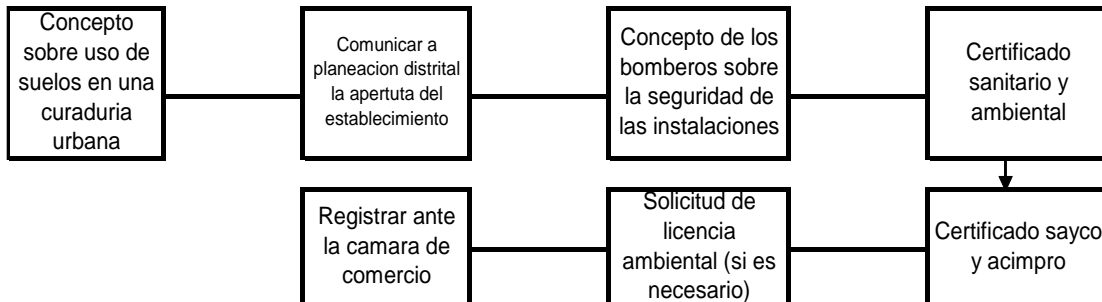 Concepto
sobre uso de
suelos en una
curaduria
urbana
Comunicar a
planeacion distrital
la apertuta del
establecimiento
Concepto de los
bomberos sobre
la seguridad de
las instalaciones
Certificado
sanitario y
ambiental
Registrar ante
la camara de
comercio
Solicitud de
licencia
ambiental (si es
necesario)
Certificado sayco
y acimpro